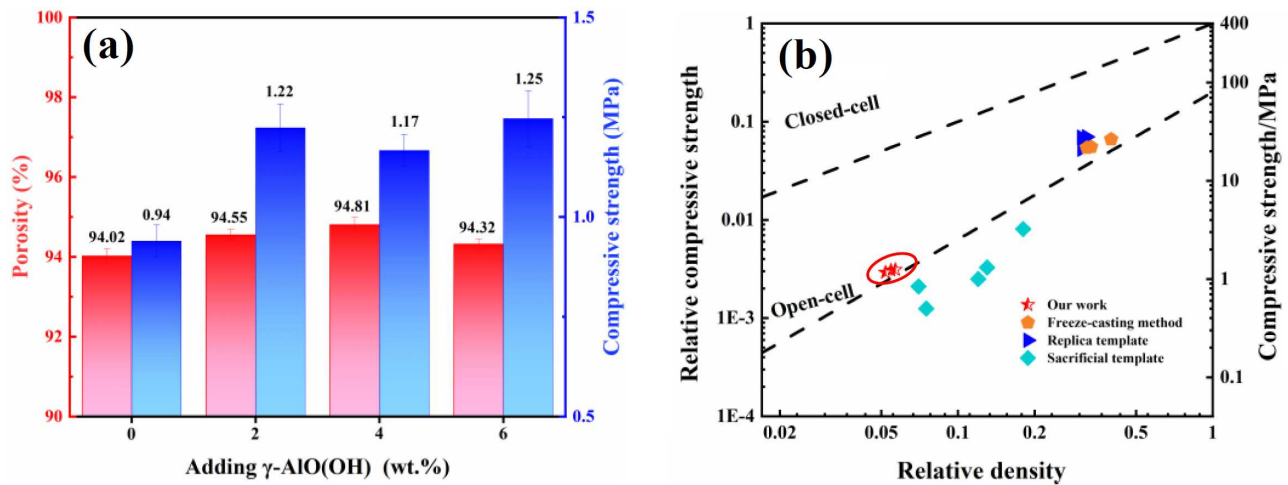 (a)
100
98
96
94
92
90
Porosity (%)
94.02
0.94
94.55
1.22
94.81
1.17
94.32
1.25
0
2
4
6
Adding γ-AlO(OH) (wt.%)
1.5
1.0
0.5
Compressive strength (MPa)
(b)
1
0.1
0.01
1E-3
1E-4
Relative compressive strength
Closed-cell
Open-cell
Our work
Freeze-casting method
Replica template
Sacrificial template
0.02
0.05
0.1
0.2
0.5
1
Relative density
400
100
10
1
0.1
Compressive strength/MPa